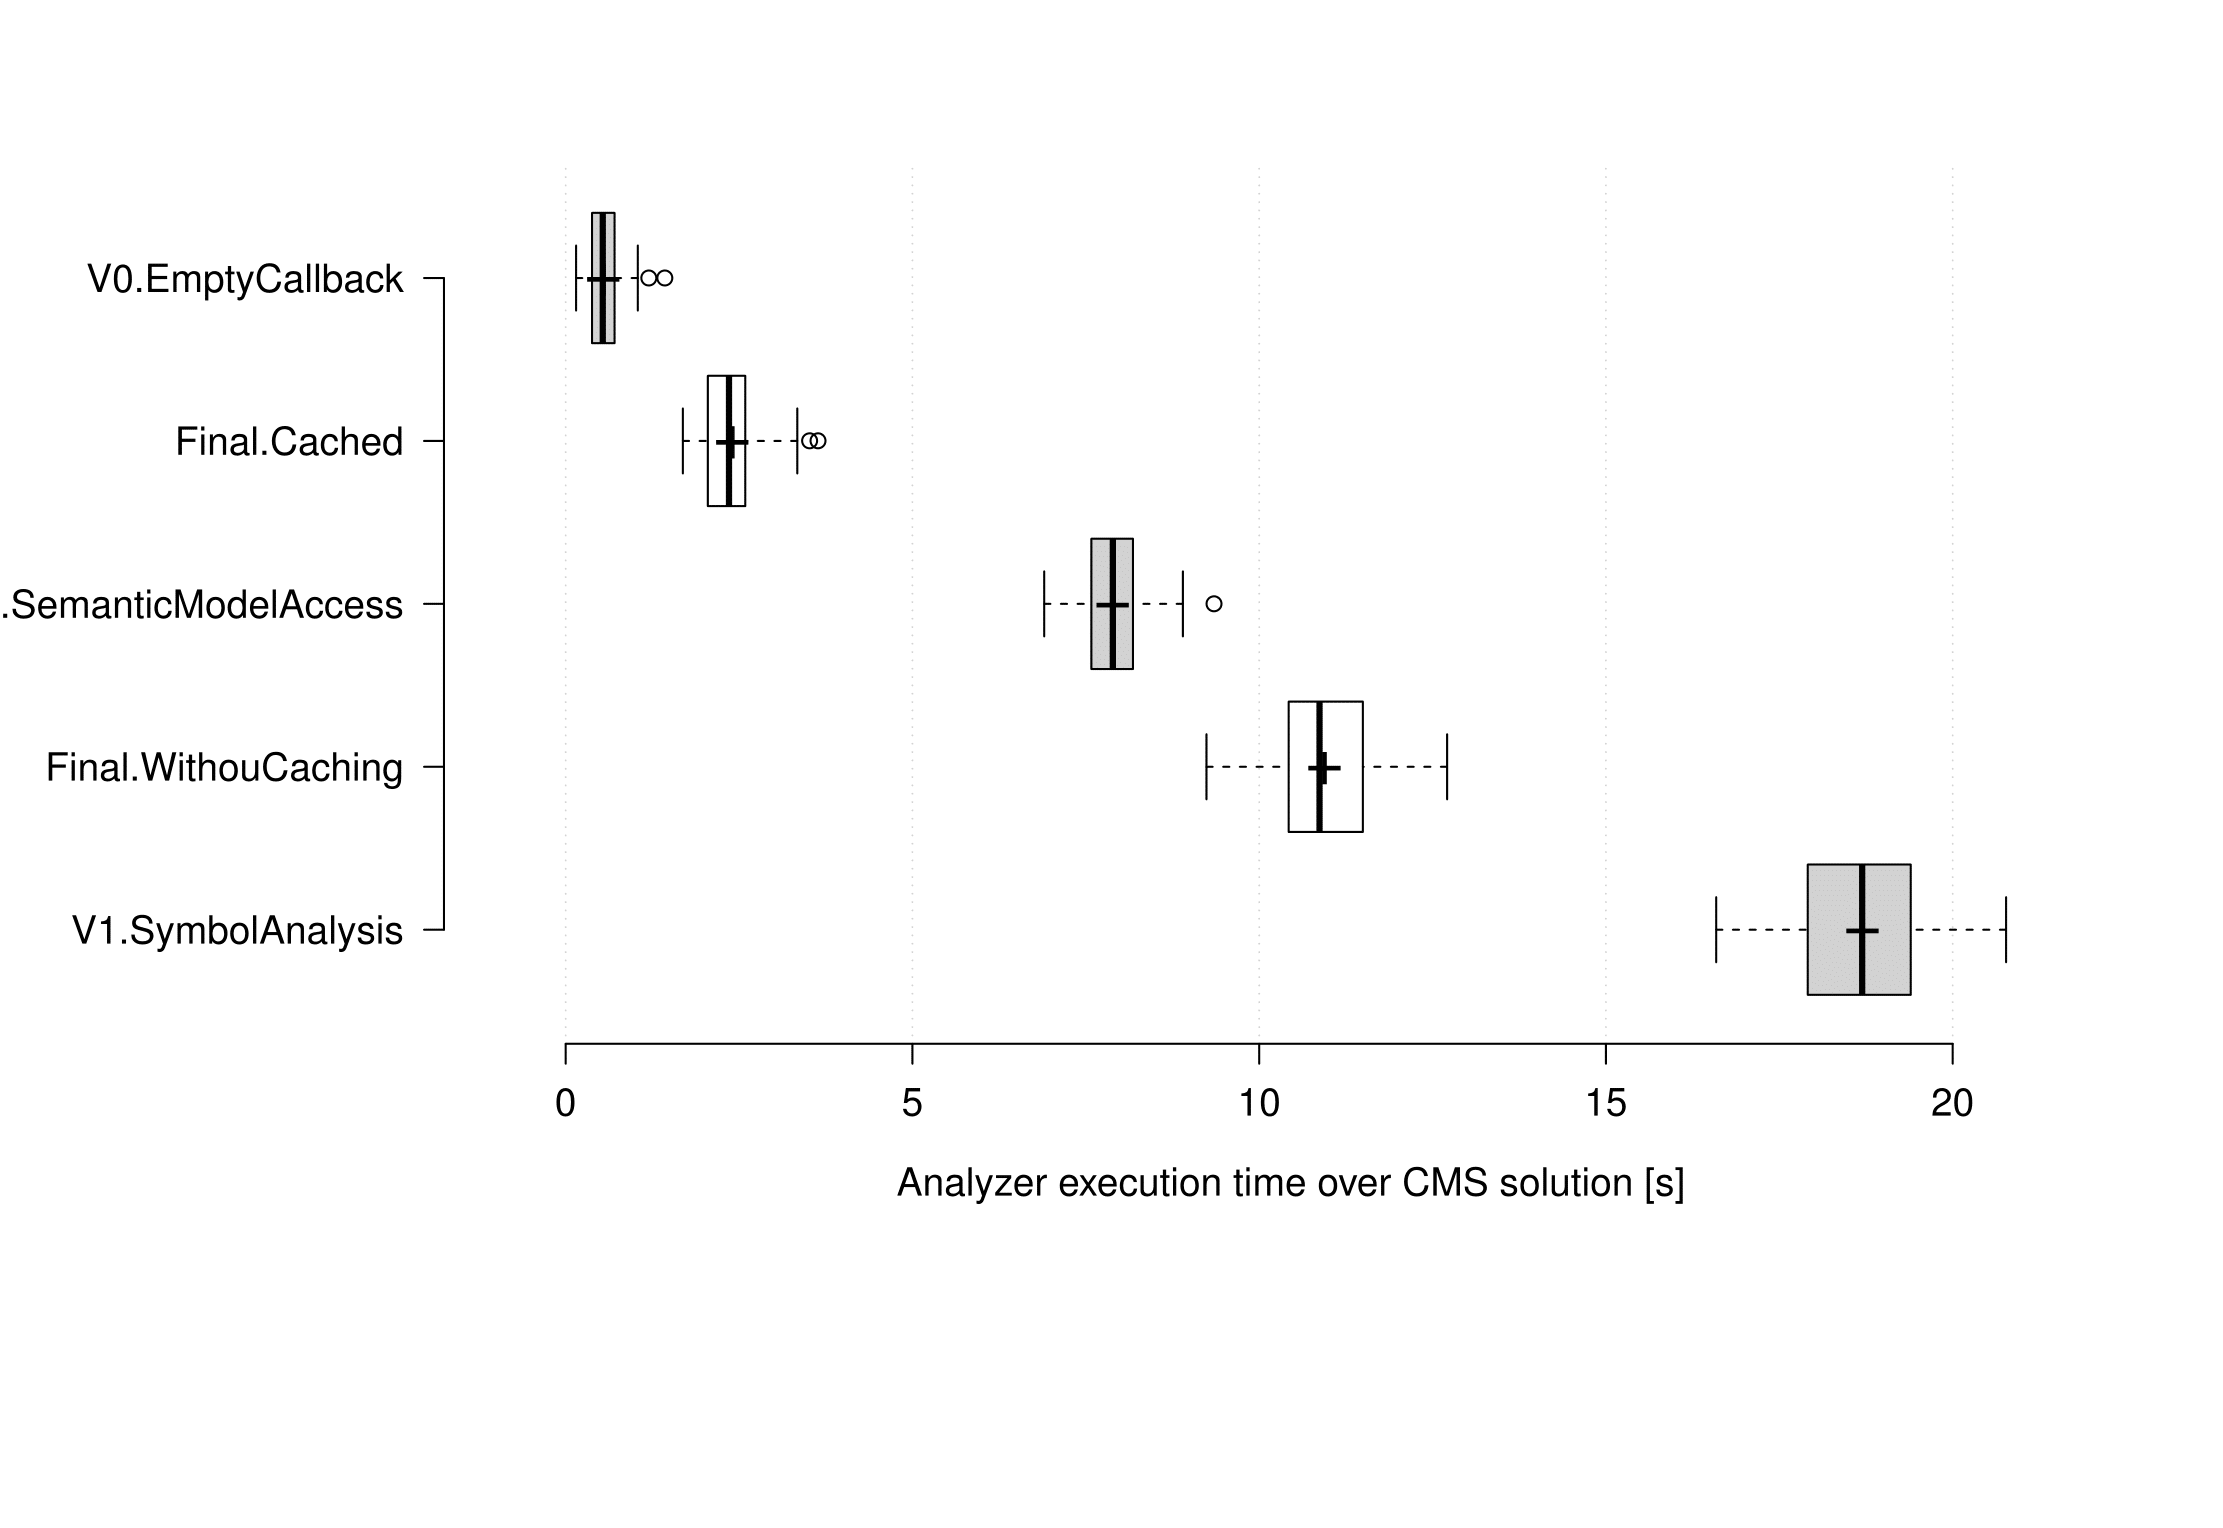 V0.EmptyCallback
Final.Cached
.SemanticModelAccess
Final.WithouCaching
V1.SymbolAnalysis
0 5 10 15 20
Analyzer execution time over CMS solution [s]